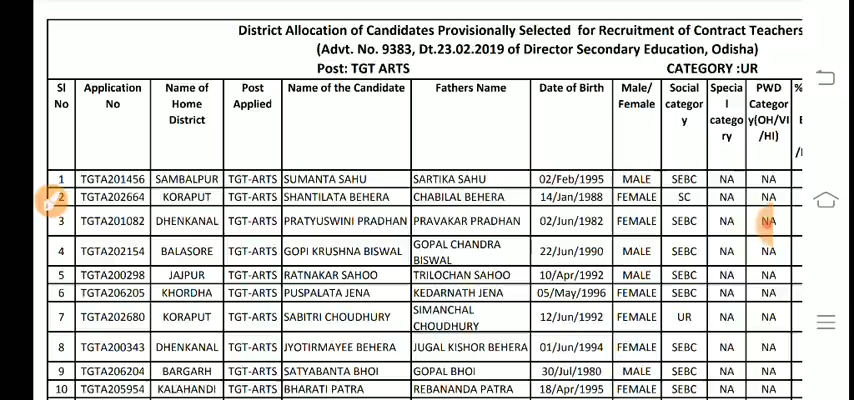 District Allocation of Candidates Provisionally Selected for Recruitment of Contract Teachers
(Advt. No. 9383, Dt.23.02.2019 of Director Secondary Education, Odisha)
Post: TGT ARTS CATEGORY :UR
Sl No Application No Name of Home District Post Applied Name of the Candidate Fathers Name Date of Birth Male/ Female Social categor y Specia l catego ry PWD Categor y(OH/VI /HI) %
1 TGTA201456 SAMBALPUR TGT-ARTS SUMANTA SAHU SARTIKA SAHU 02/Feb/1995 MALE SEBC NA NA
2 TGTA202664 KORAPUT TGT-ARTS SHANTILATA BEHERA CHABILAL BEHERA 14/Jan/1988 FEMALE SC NA NA
3 TGTA201082 DHENKANAL TGT-ARTS PRATYUSWINI PRADHAN PRAVAKAR PRADHAN 02/Jun/1982 FEMALE SEBC NA NA
4 TGTA202154 BALASORE TGT-ARTS GOPI KRUSHNA BISWAL GOPAL CHANDRA BISWAL 22/Jun/1990 MALE SEBC NA NA
5 TGTA200298 JAJPUR TGT-ARTS RATNAKAR SAHOO TRILOCHAN SAHOO 10/Apr/1992 MALE SEBC NA NA
6 TGTA206205 KHORDHA TGT-ARTS PUSPALATA JENA KEDARNATH JENA 05/May/1996 FEMALE SEBC NA NA
7 TGTA202680 KORAPUT TGT-ARTS SABITRI CHOUDHURY SIMANCHAL CHOUDHURY 12/Jun/1992 FEMALE UR NA NA
8 TGTA200343 DHENKANAL TGT-ARTS JYOTIRMAYEE BEHERA JUGAL KISHOR BEHERA 01/Jun/1994 FEMALE SEBC NA NA
9 TGTA206204 BARGARH TGT-ARTS SATYABANTA BHOI GOPAL BHOI 30/Jul/1980 MALE SEBC NA NA
10 TGTA205954 KALAHANDI TGT-ARTS BHARATI PATRA REBANANDA PATRA 18/Apr/1995 FEMALE SEBC NA NA